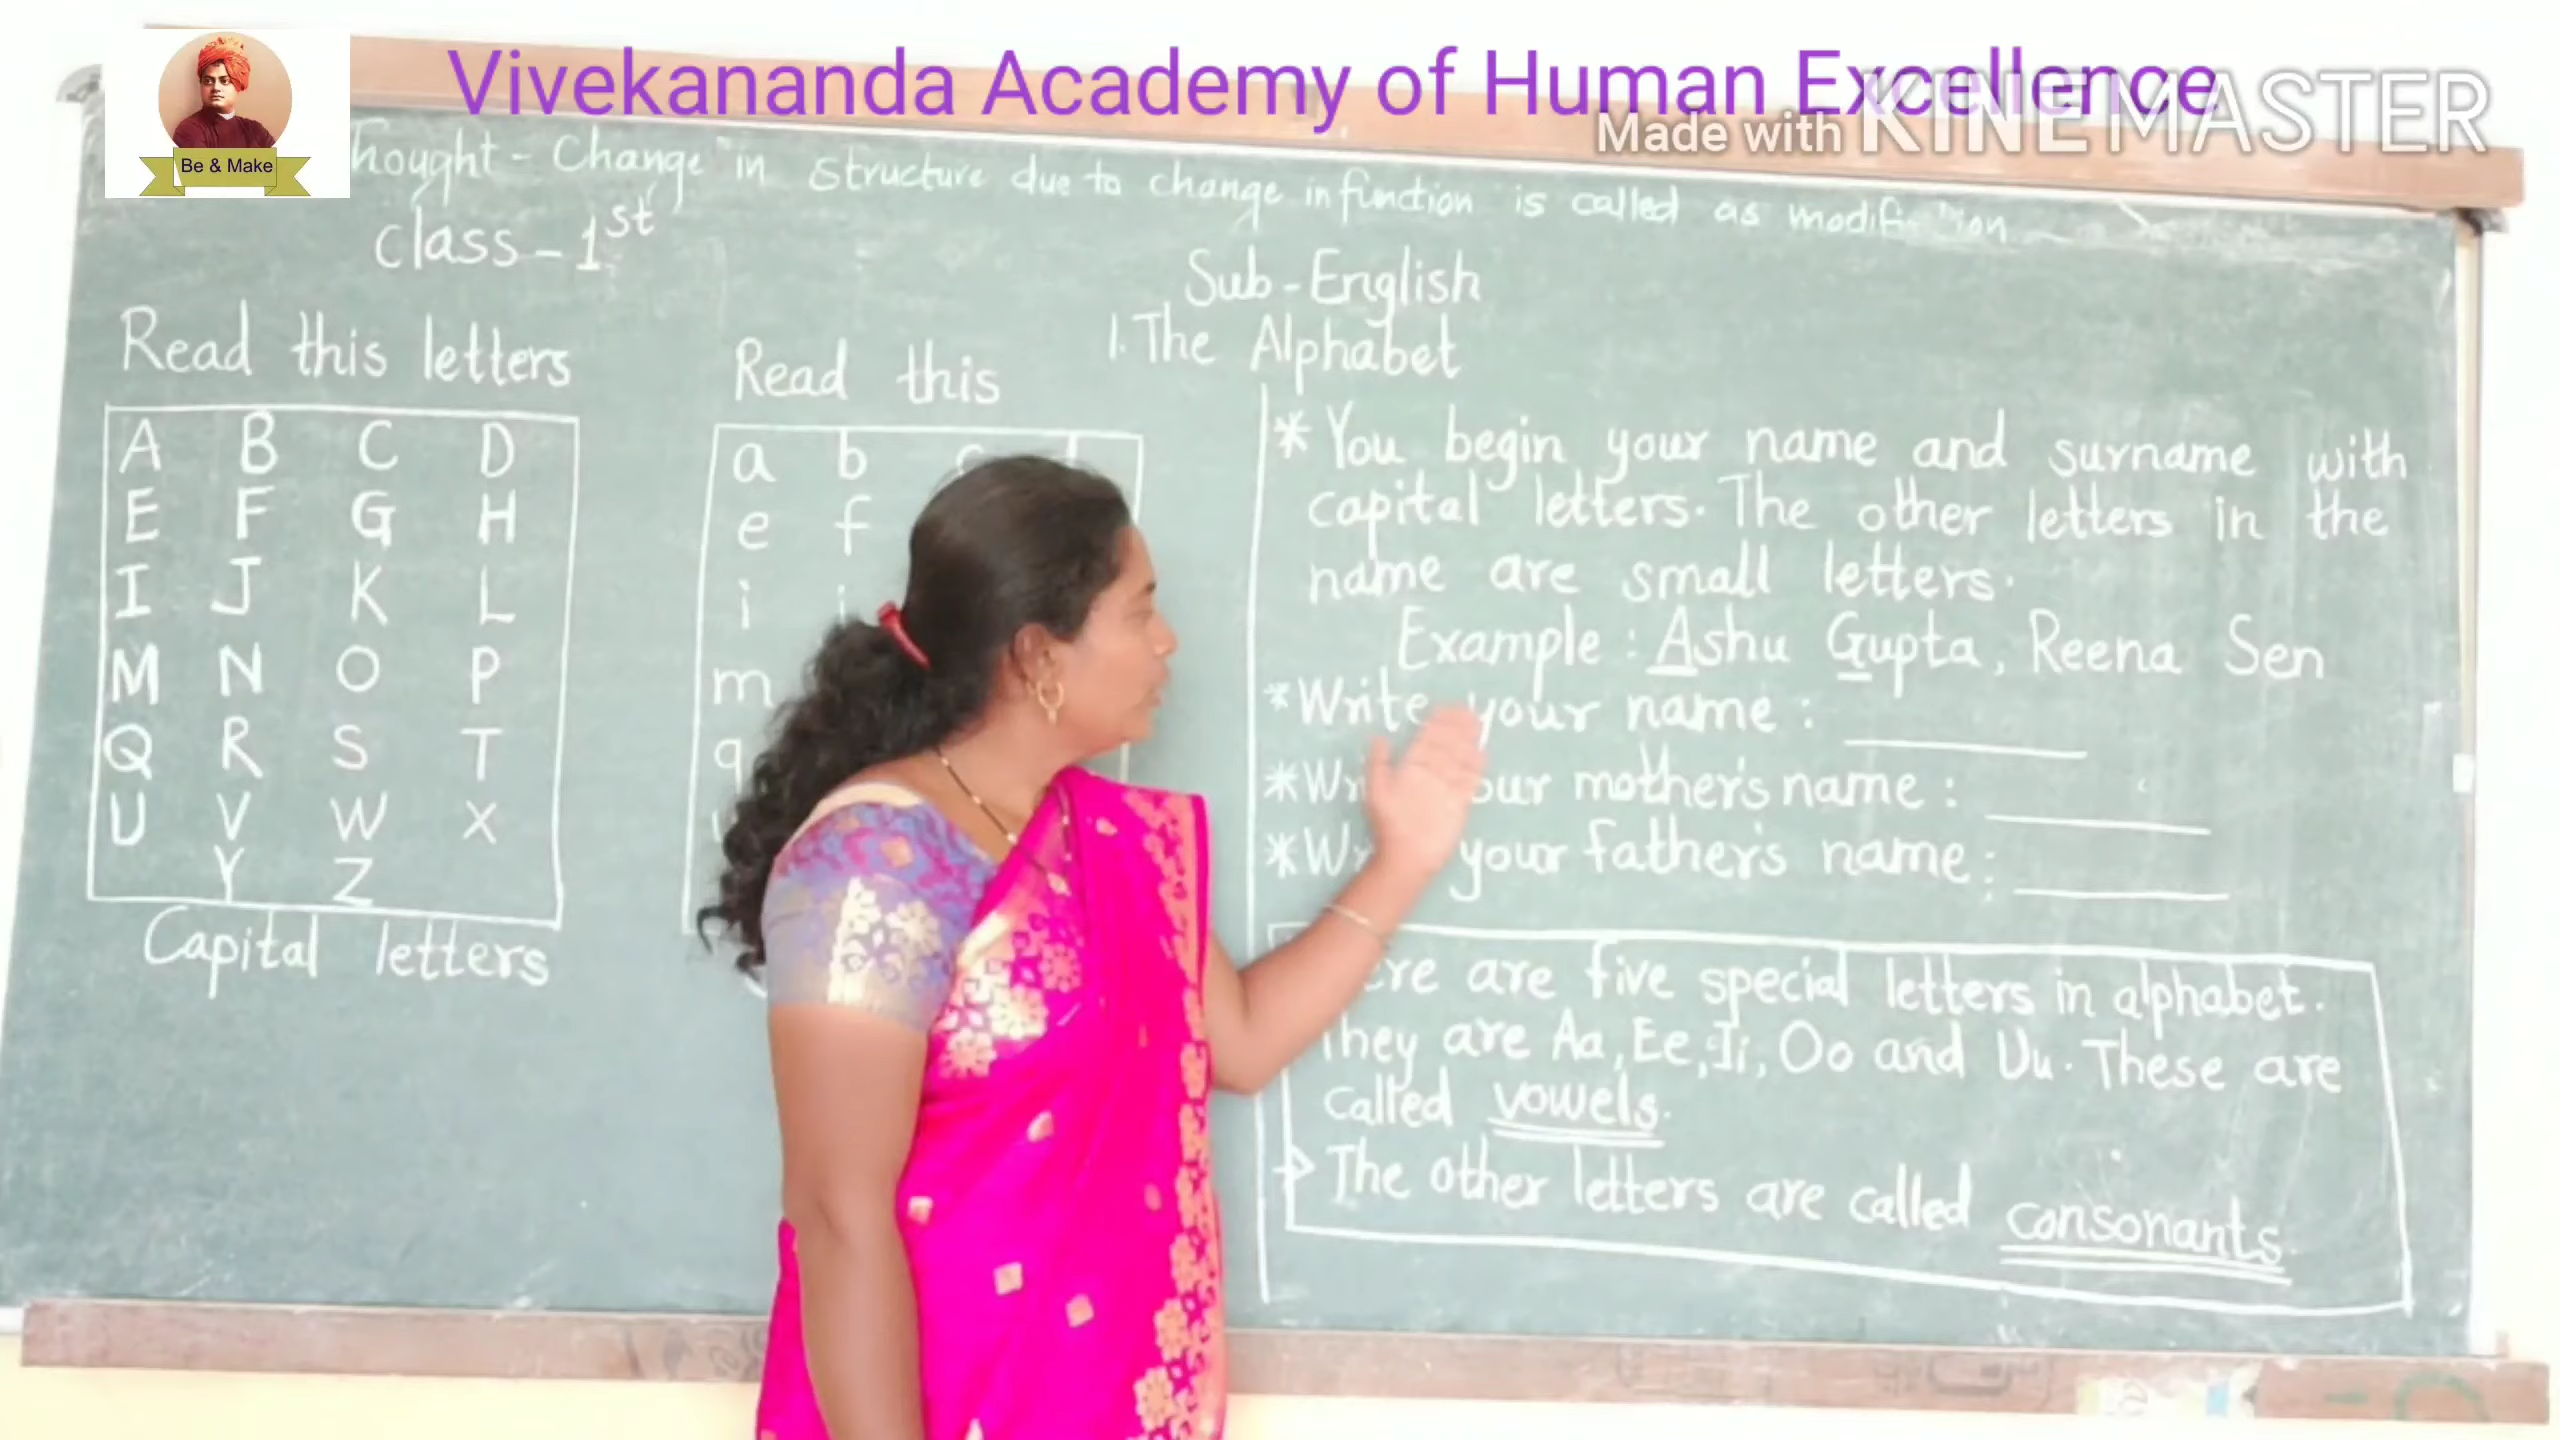 Vivekananda Academy of Human Excellence
Made with KINEMASTER
Be & Make
hought - Change in structure due to change in function is called as
class - 1st
Sub - English
1. The Alphabet
Read this letters
A B C D
E F G H
I J K L
M N O P
Q R S T
U V W X
Y Z
Capital letters
Read this
a b
e f
i
m
q
* You begin your name and surname with
capital letters. The other letters in the
name are small letters.
Example : Ashu Gupta, Reena Sen
* Write your name :
* your mother's name :
* your father's name :
are five special letters in alphabet.
They are Aa, Ee, Ii, Oo and Uu. These are
called vowels.
→ The other letters are called consonants.